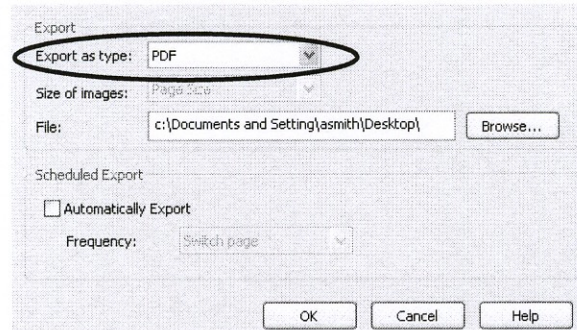 Export
Export as type: PDF
Size of images: Page Size
File: c:\Documents and Setting\asmith\Desktop\ Browse...
Scheduled Export
Automatically Export
Frequency: Switch page
OK Cancel Help